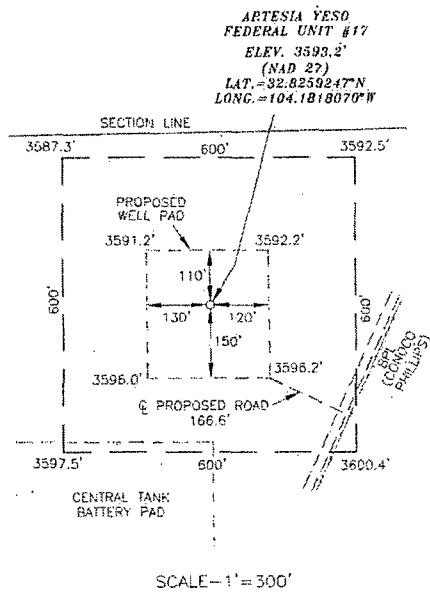 ARTESIA YESO
FEDERAL UNIT #17
ELEV. 3593.2'
(NAD 27)
LAT.=32.8259247°N
LONG.=104.1818070°W
SECTION LINE
3587.3'
600'
3592.5'
PROPOSED
WELL PAD
3591.2'
3592.2'
110'
600'
130'
120'
600'
150'
BPL
(CONOCO
PHILLIPS)
3596.0'
3596.2'
℄ PROPOSED ROAD
166.6'
3597.5'
600'
3600.4'
CENTRAL TANK
BATTERY PAD
SCALE-1'=300'